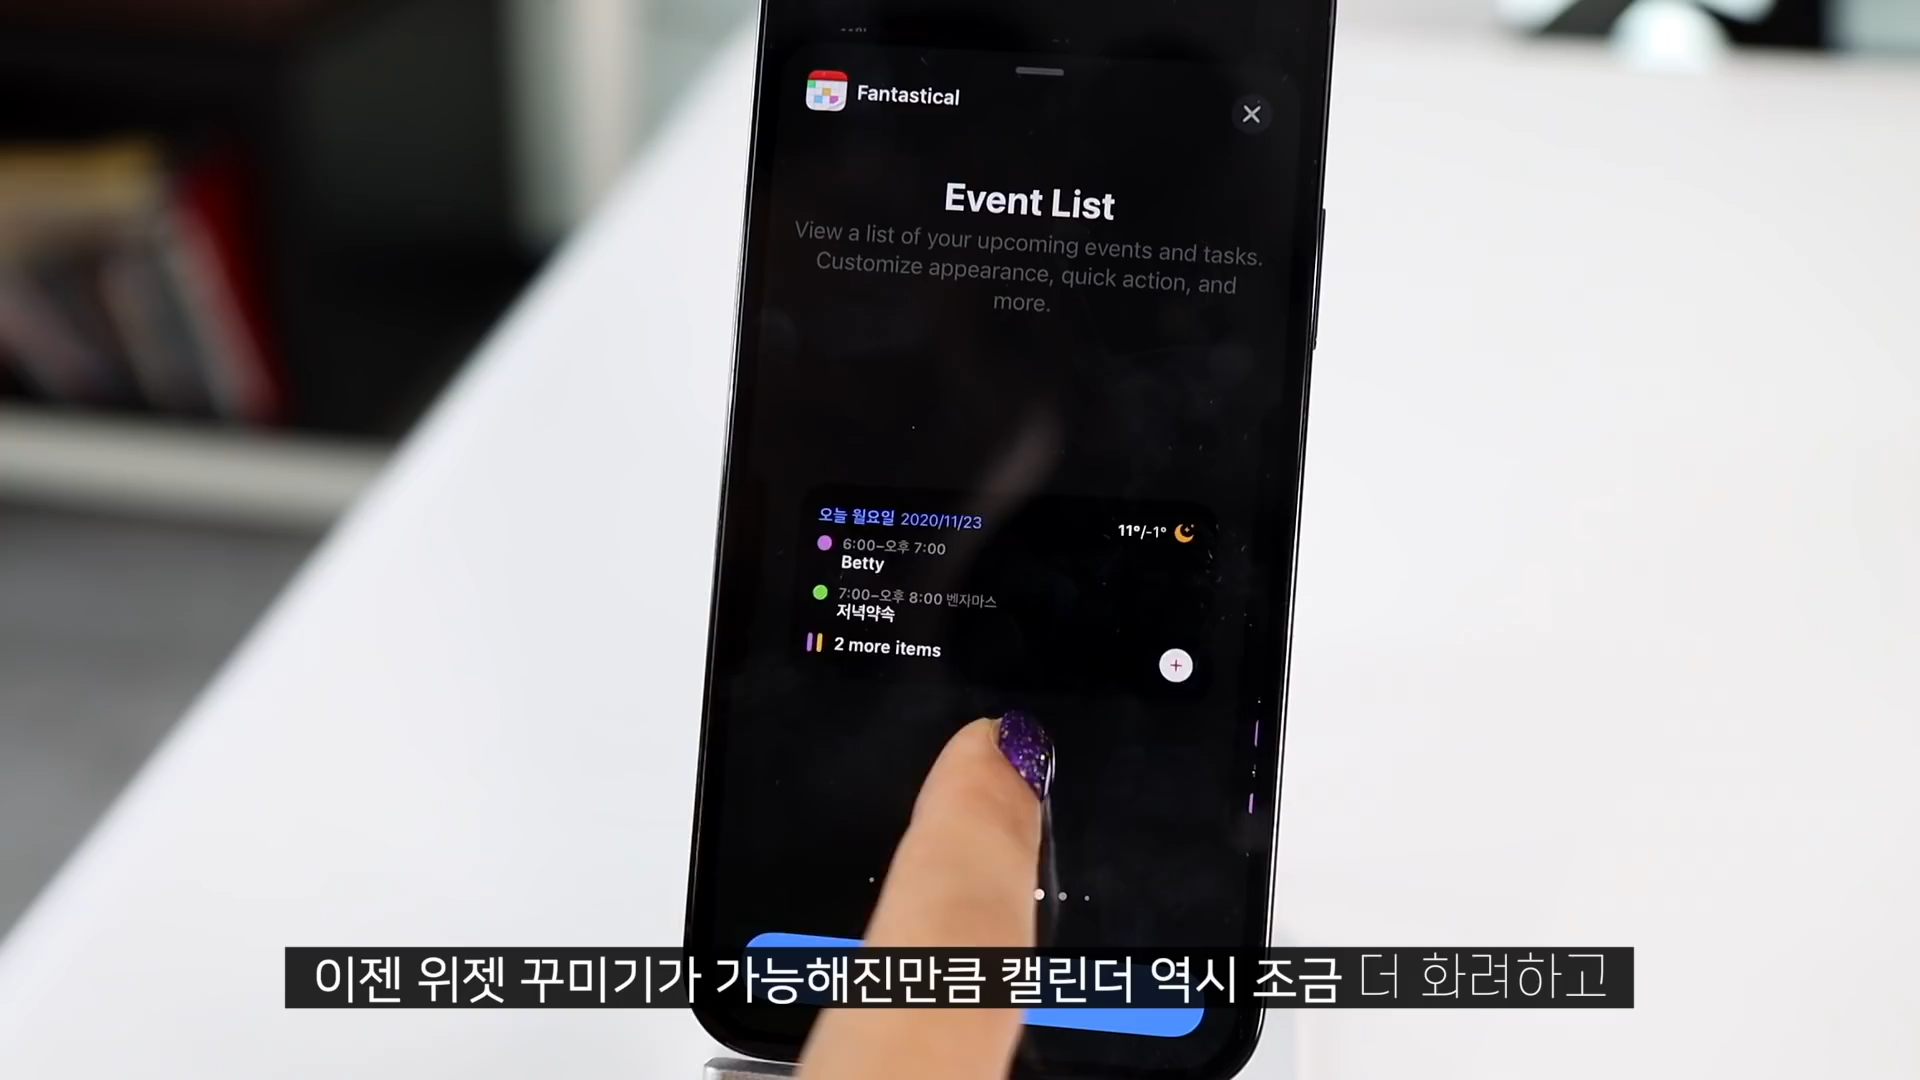 Fantastical
Event List
View a list of your upcoming events and tasks.
Customize appearance, quick action, and
more.
오늘 월요일 2020/11/23
11°/-1°
6:00–오후 7:00
Betty
7:00–오후 8:00 벤자마스
저녁약속
2 more items
이젠 위젯 꾸미기가 가능해진만큼 캘린더 역시 조금 더 화려하고